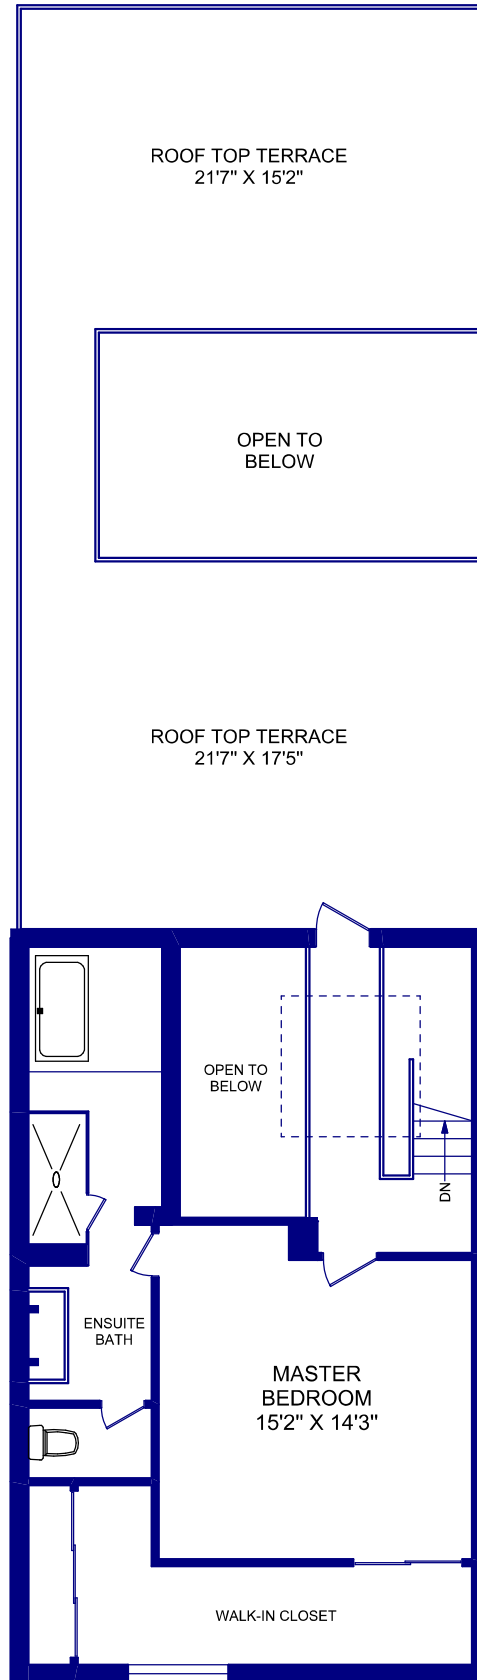 ROOF TOP TERRACE
21'7" X 15'2"
OPEN TO
BELOW
ROOF TOP TERRACE
21'7" X 17'5"
OPEN TO
BELOW
DN
ENSUITE
BATH
MASTER
BEDROOM
15'2" X 14'3"
WALK-IN CLOSET